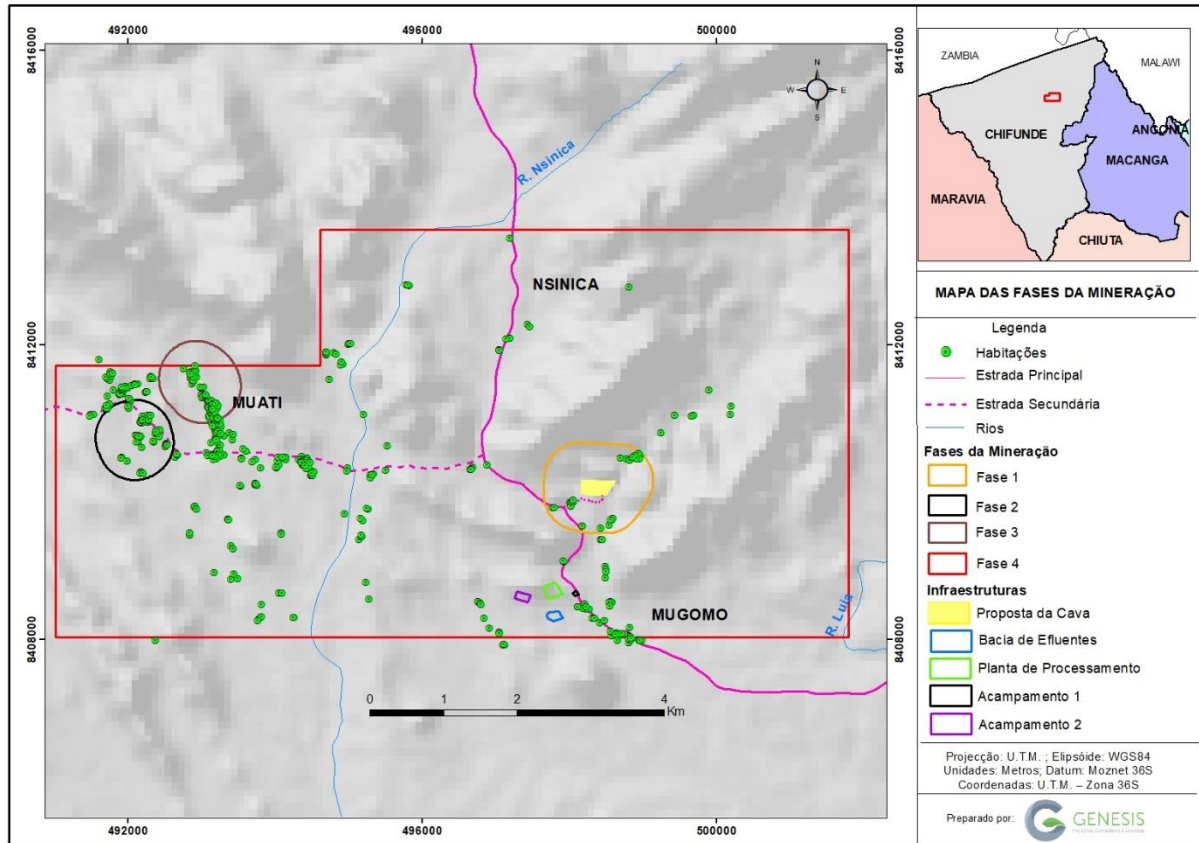 492000
496000
500000
8416000
8416000
N
W
E
S
R. Nsinica
NSINICA
8412000
8412000
MUATI
MUGOMO
R. Luia
8408000
8408000
0
2
4
Km
492000
496000
500000
ZAMBIA
MALAWI
CHIFUNDE
ANGONIA
MACANGA
MARAVIA
CHIUTA
MAPA DAS FASES DA MINERAÇÃO
Legenda
Habitações
Estrada Principal
Estrada Secundária
Rios
Fases da Mineração
Fase 1
Fase 2
Fase 3
Fase 4
Infraestruturas
Proposta da Cava
Bacia de Efluentes
Planta de Processamento
Acampamento 1
Acampamento 2
Projecção: U.T.M. ; Elipsóide: WGS84
Unidades: Metros; Datum: Moznet 36S
Coordenadas: U.T.M. – Zona 36S
Preparado por:
GENESIS